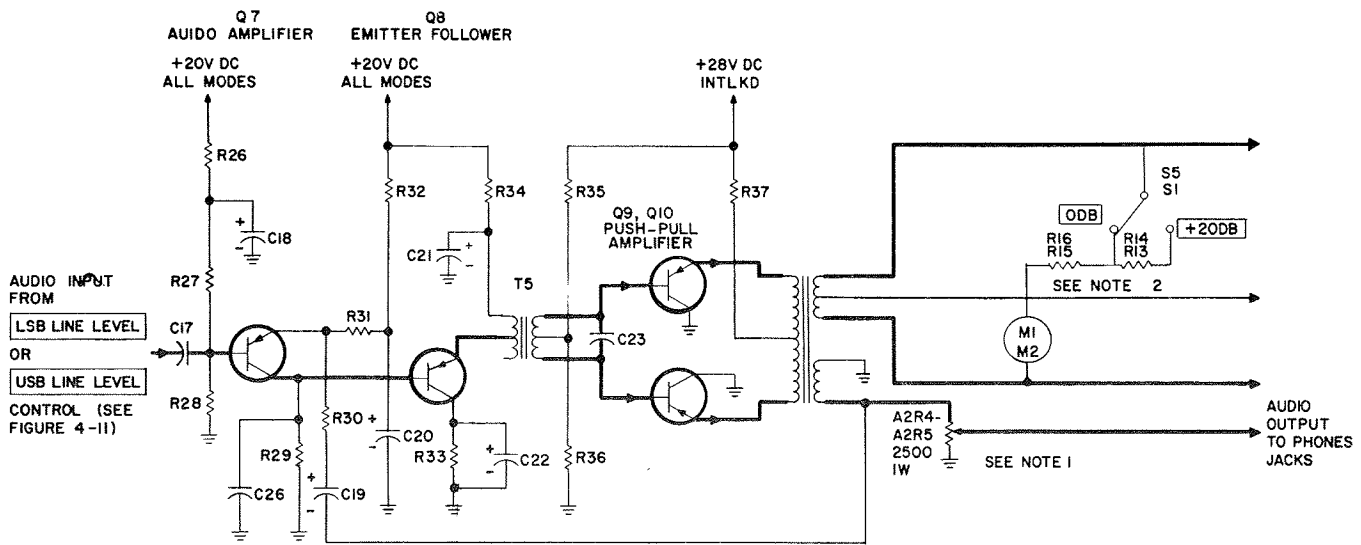 Q7
AUIDO AMPLIFIER
+20V DC
ALL MODES
Q8
EMITTER FOLLOWER
+20V DC
ALL MODES
+28V DC
INTLKD
R26
+
-
C18
R27
R32
R34
C21
+
-
R35
R37
Q9, Q10
PUSH-PULL
AMPLIFIER
T5
C23
S5
S1
0DB
+20DB
R16
R15
R14
R13
SEE NOTE 2
M1
M2
AUDIO INPUT
FROM
LSB LINE LEVEL
OR
USB LINE LEVEL
CONTROL (SEE
FIGURE 4-11)
C17
R28
R31
R30
+
-
C20
R29
C26
+
-
C19
R33
+
-
C22
R36
A2R4-
A2R5
2500
1W
SEE NOTE 1
AUDIO
OUTPUT
TO PHONES
JACKS